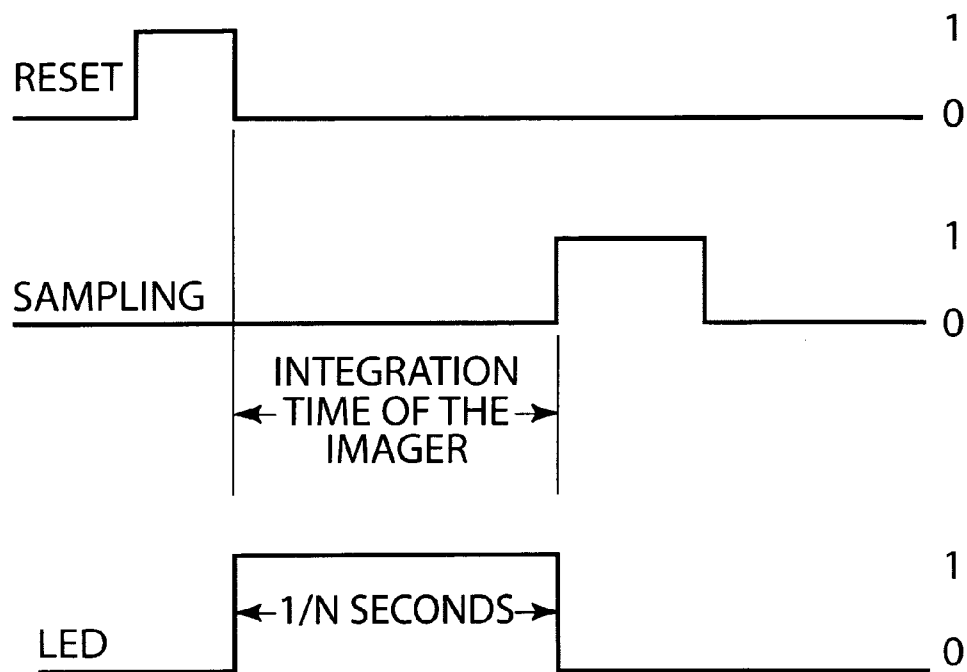 1
RESET
0
1
SAMPLING
0
INTEGRATION
TIME OF THE
IMAGER
1
1/N SECONDS
LED
0